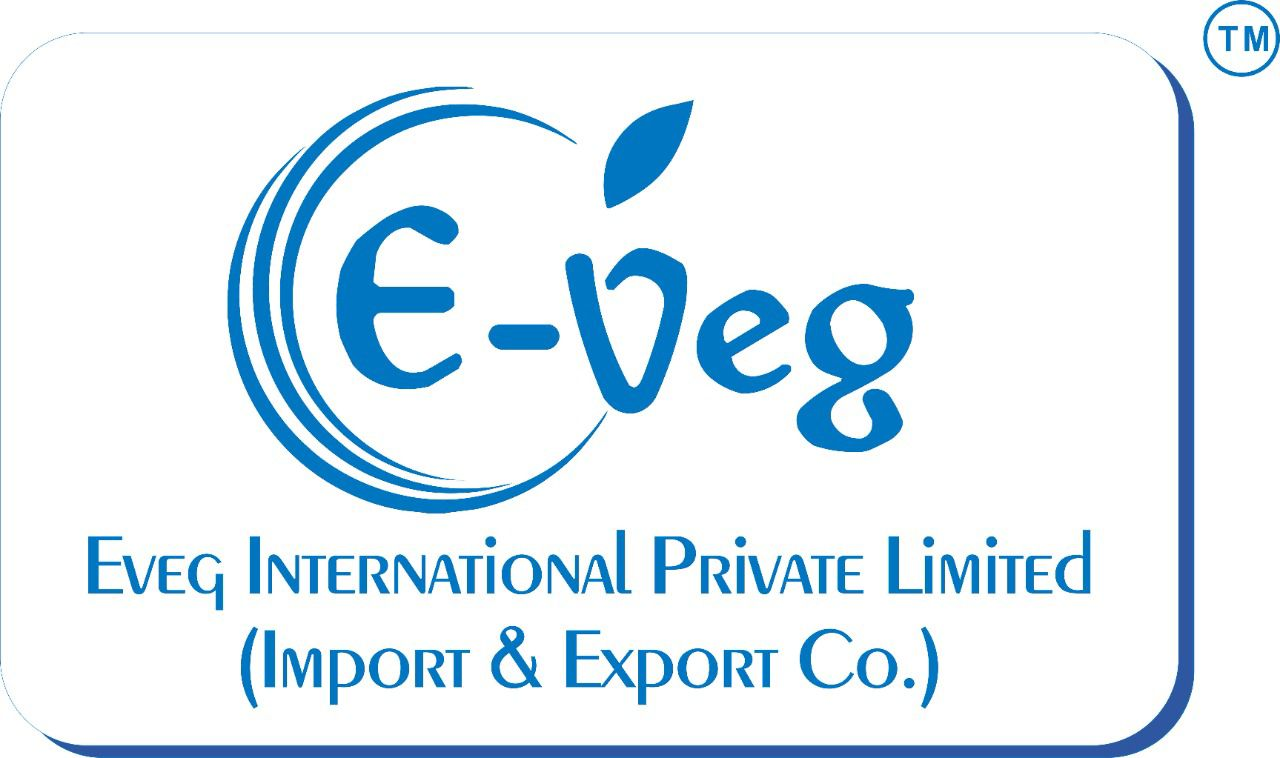 TM
E-veg
Eveg International Private Limited
(Import & Export Co.)